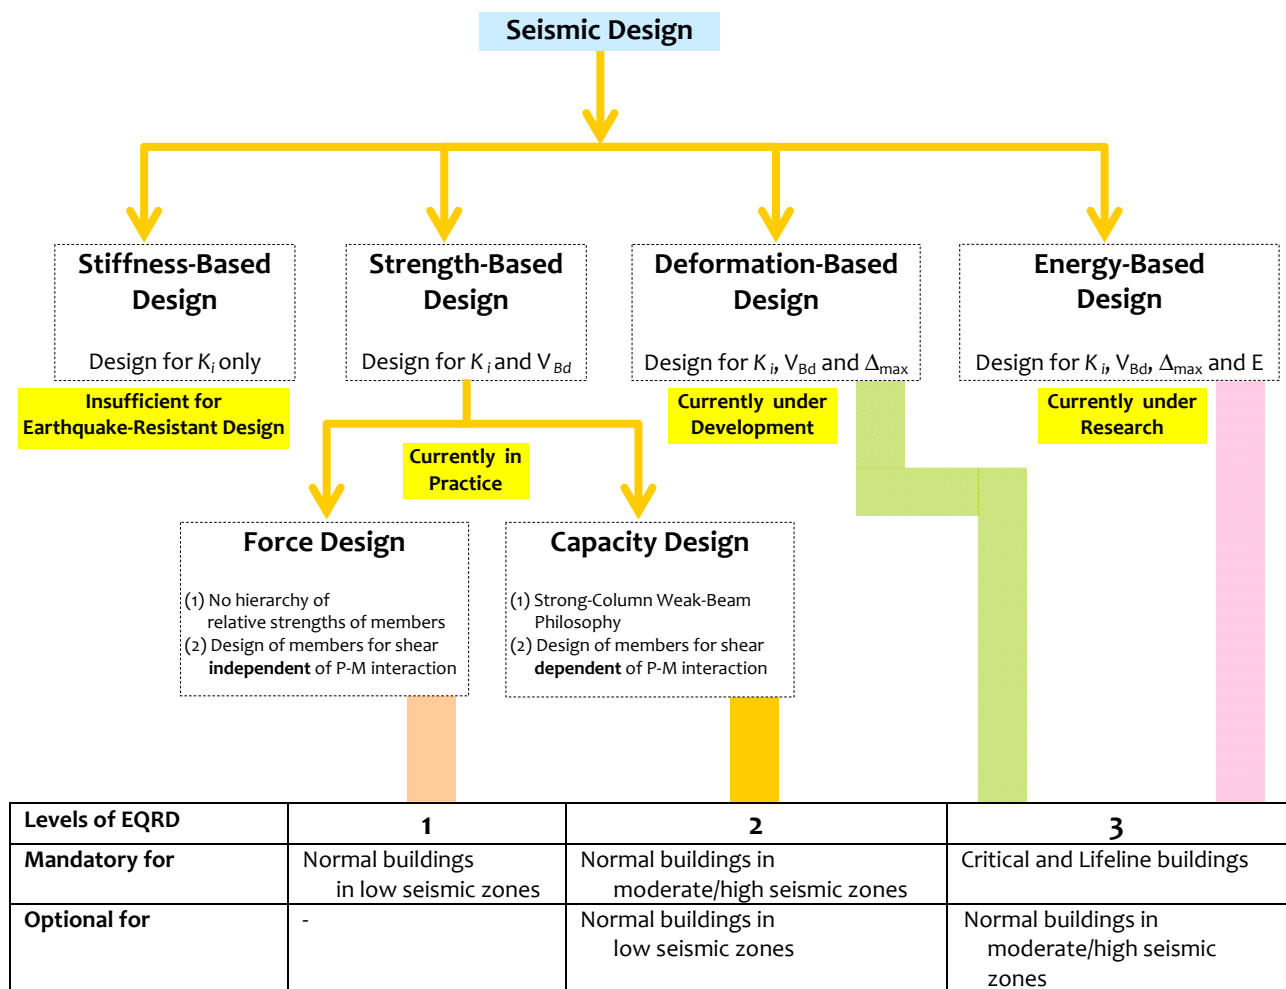 Seismic Design
Stiffness-Based
Design
Design for K i only
Insufficient for
Earthquake-Resistant Design
Strength-Based
Design
Design for K i and V Bd
Deformation-Based
Design
Design for K i, VBd and Δmax
Currently under
Development
Energy-Based
Design
Design for K i, VBd, Δmax and E
Currently under
Research
Currently in
Practice
Force Design
(1) No hierarchy of
relative strengths of members
(2) Design of members for shear
independent of P-M interaction
Capacity Design
(1) Strong-Column Weak-Beam
Philosophy
(2) Design of members for shear
dependent of P-M interaction
Levels of EQRD
1
2
3
Mandatory for
Normal buildings
in low seismic zones
Normal buildings in
moderate/high seismic zones
Critical and Lifeline buildings
Optional for
-
Normal buildings in
low seismic zones
Normal buildings in
moderate/high seismic
zones